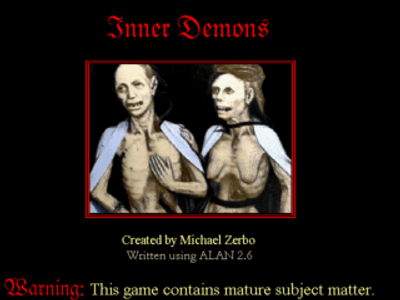 Inner Demons
Created by Michael Zerbo
Written using ALAN 2.6
Warning: This game contains mature subject matter.